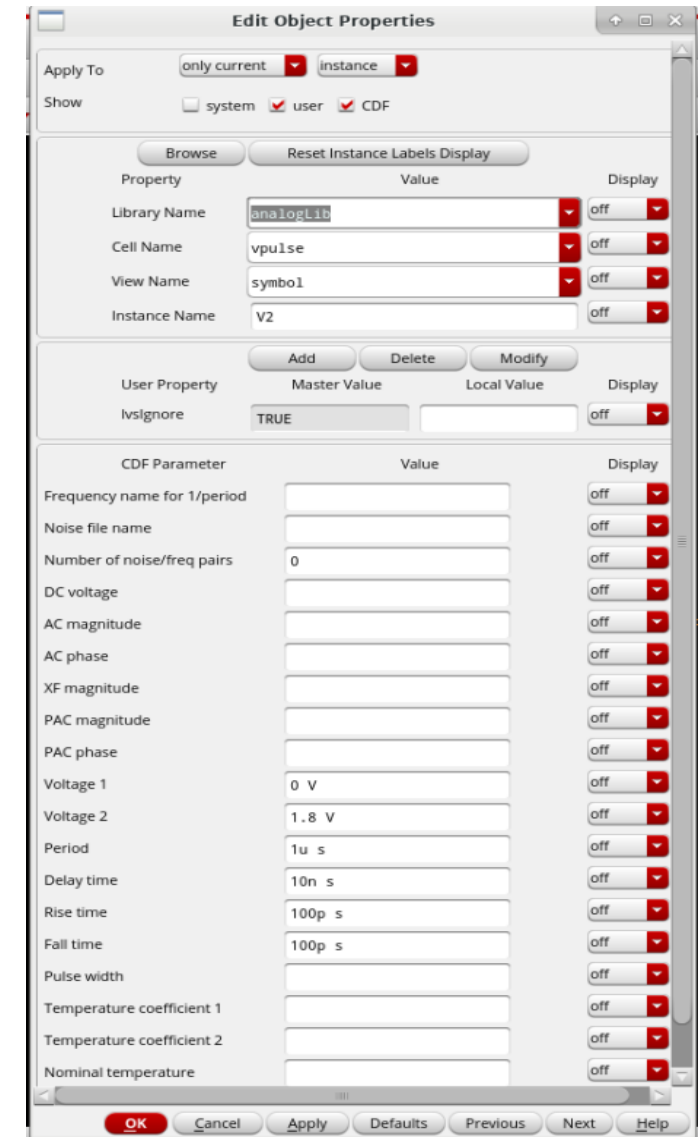 Edit Object Properties
Apply To only current instance
Show system user CDF
Browse Reset Instance Labels Display
Property Value Display
Library Name analogLib off
Cell Name vpulse off
View Name symbol off
Instance Name V2 off
Add Delete Modify
User Property Master Value Local Value Display
lvsIgnore TRUE off
CDF Parameter Value Display
Frequency name for 1/period off
Noise file name off
Number of noise/freq pairs 0 off
DC voltage off
AC magnitude off
AC phase off
XF magnitude off
PAC magnitude off
PAC phase off
Voltage 1 0 V off
Voltage 2 1.8 V off
Period 1u s off
Delay time 10n s off
Rise time 100p s off
Fall time 100p s off
Pulse width off
Temperature coefficient 1 off
Temperature coefficient 2 off
Nominal temperature off
OK Cancel Apply Defaults Previous Next Help